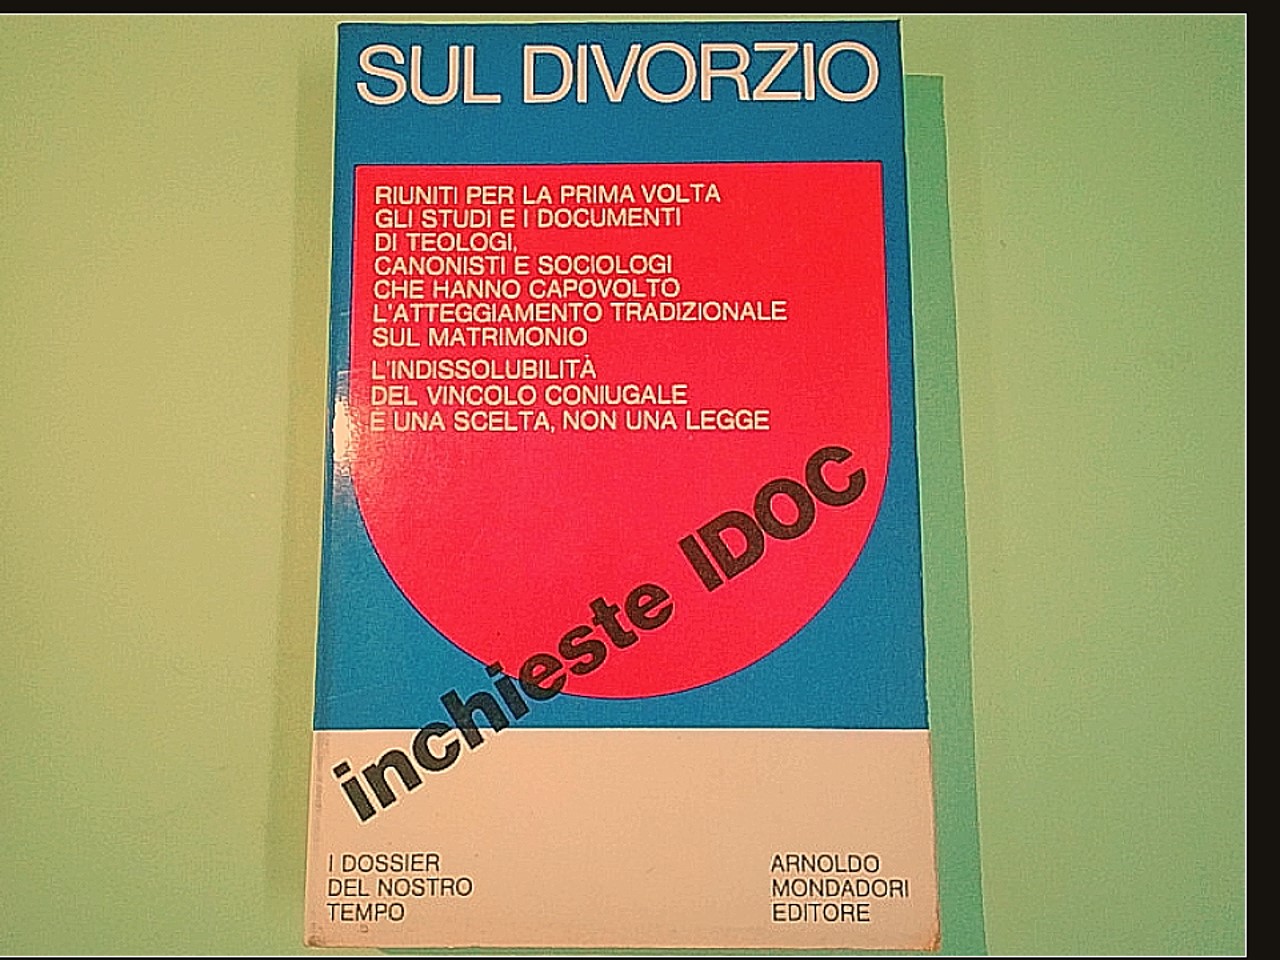 SUL DIVORZIO
RIUNITI PER LA PRIMA VOLTA
GLI STUDI E I DOCUMENTI
DI TEOLOGI,
CANONISTI E SOCIOLOGI
CHE HANNO CAPOVOLTO
L'ATTEGGIAMENTO TRADIZIONALE
SUL MATRIMONIO
L'INDISSOLUBILITÀ
DEL VINCOLO CONIUGALE
È UNA SCELTA, NON UNA LEGGE
inchieste IDOC
I DOSSIER
DEL NOSTRO
TEMPO
ARNOLDO
MONDADORI
EDITORE